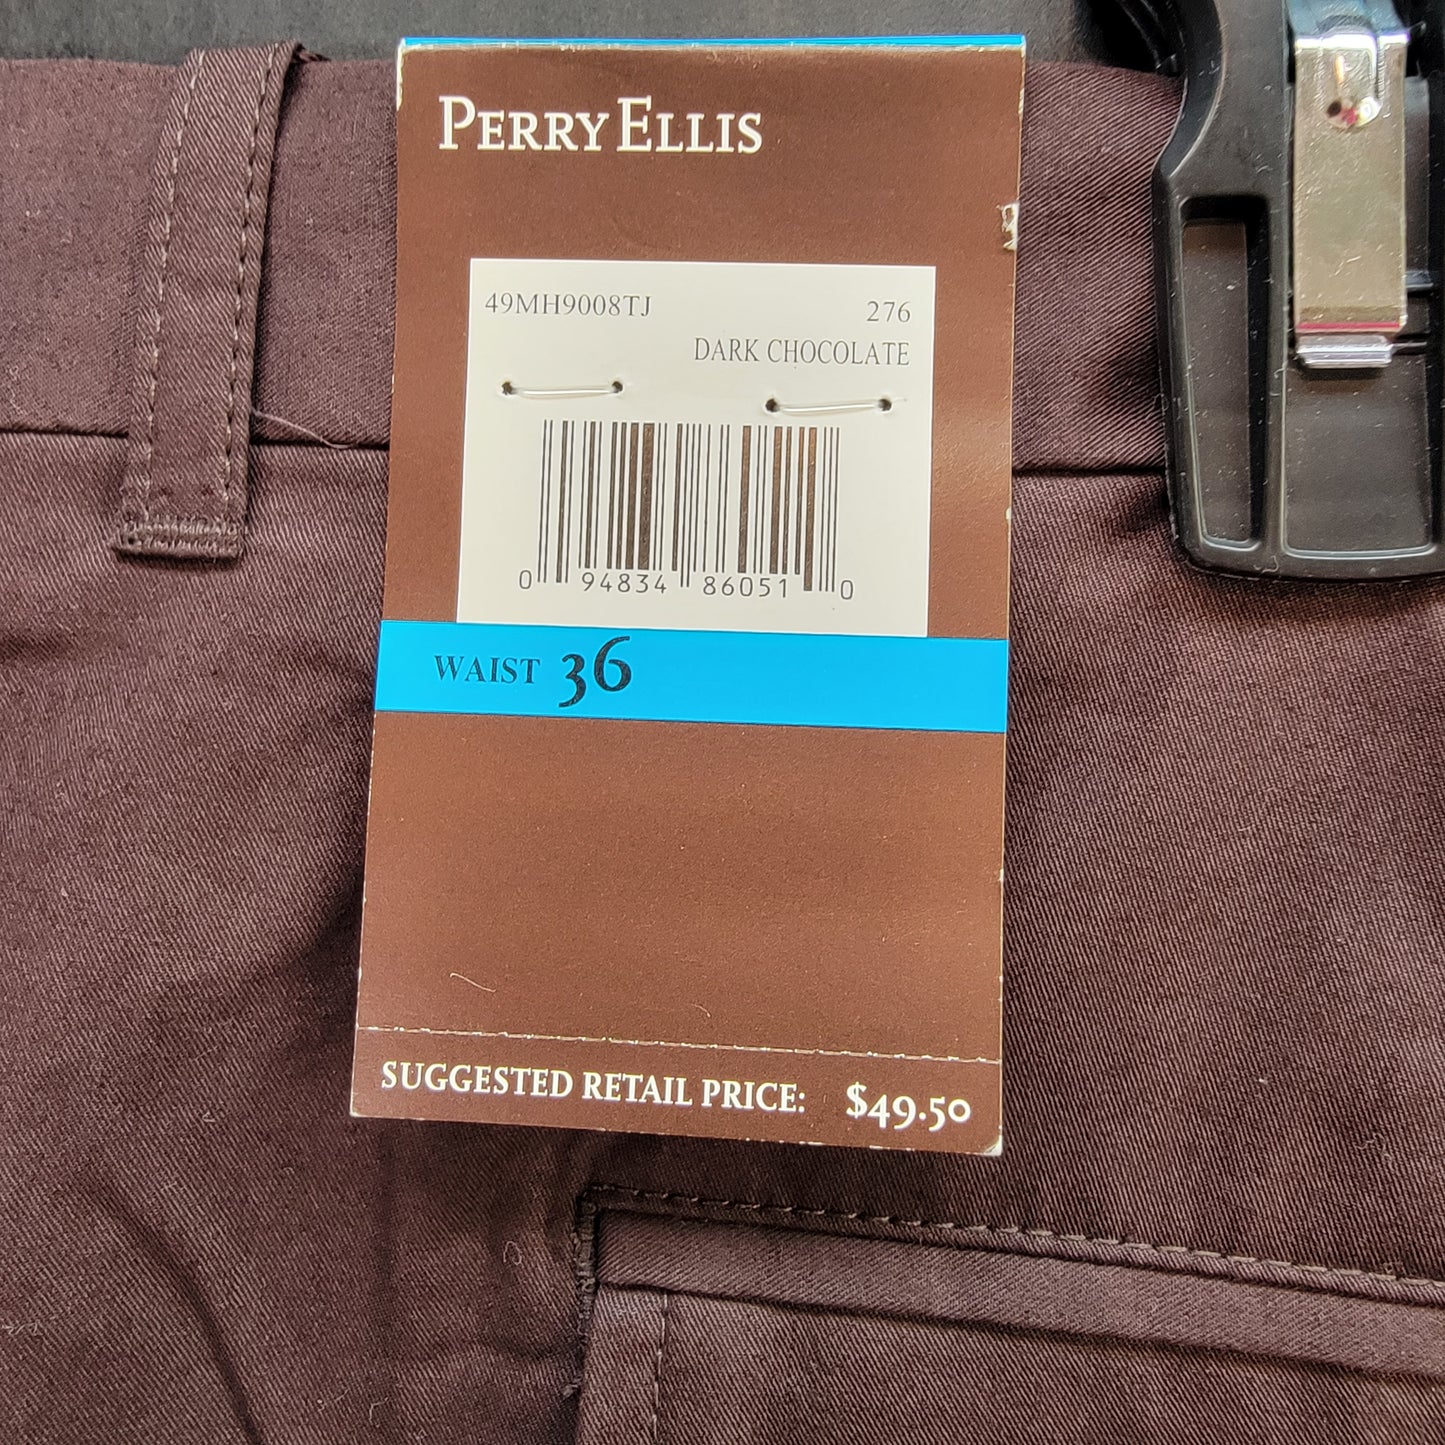 PERRY ELLIS
49MH9008TJ 276
DARK CHOCOLATE
0 94834 86051 0
WAIST 36
SUGGESTED RETAIL PRICE: $49.50